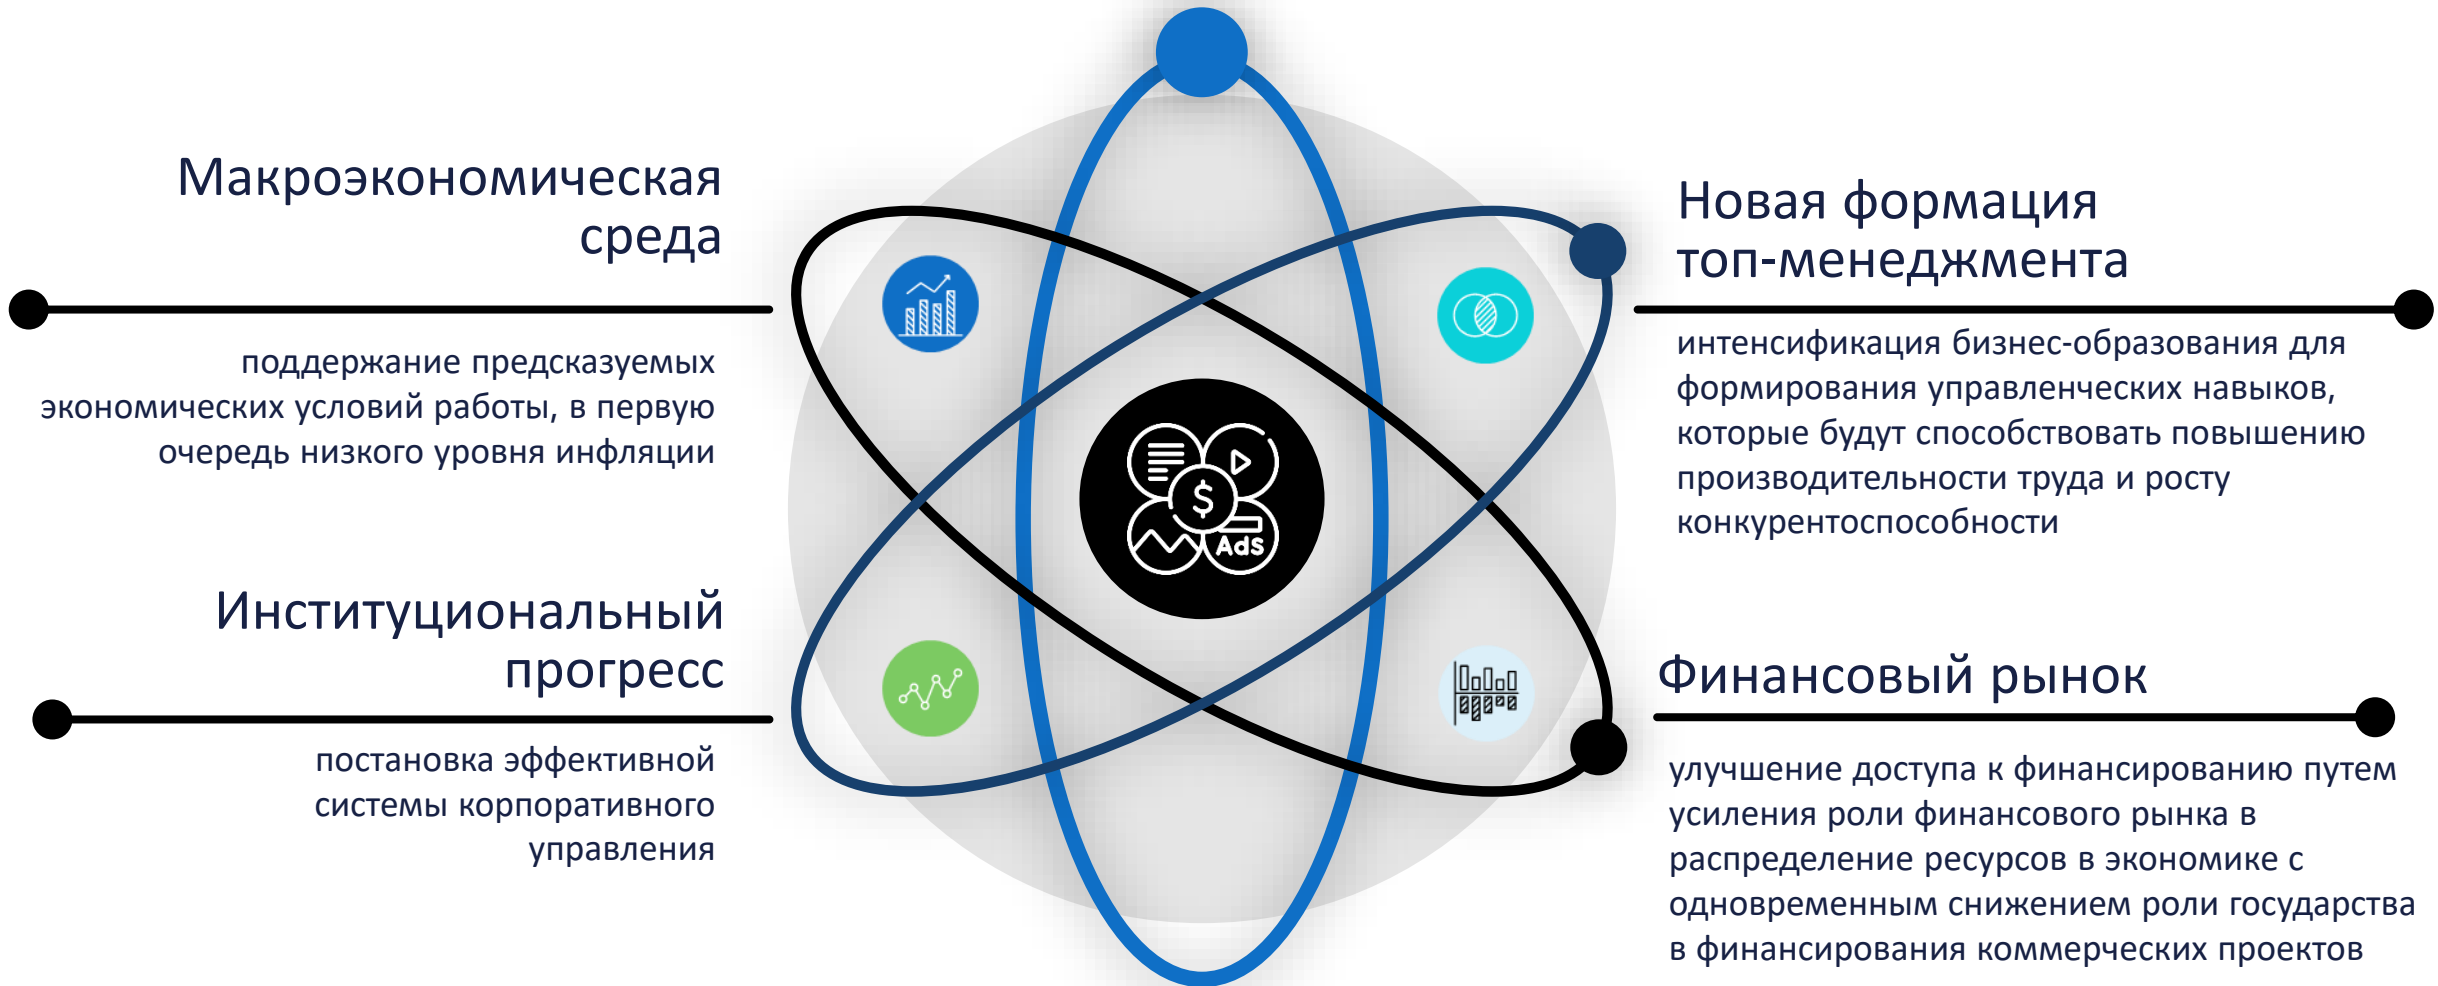 Макроэкономическая
среда
поддержание предсказуемых
экономических условий работы, в первую
очередь низкого уровня инфляции
Институциональный
прогресс
постановка эффективной
системы корпоративного
управления
$
Ads
Новая формация
топ-менеджмента
интенсификация бизнес-образования для
формирования управленческих навыков,
которые будут способствовать повышению
производительности труда и росту
конкурентоспособности
Финансовый рынок
улучшение доступа к финансированию путем
усиления роли финансового рынка в
распределение ресурсов в экономике с
одновременным снижением роли государства
в финансирования коммерческих проектов